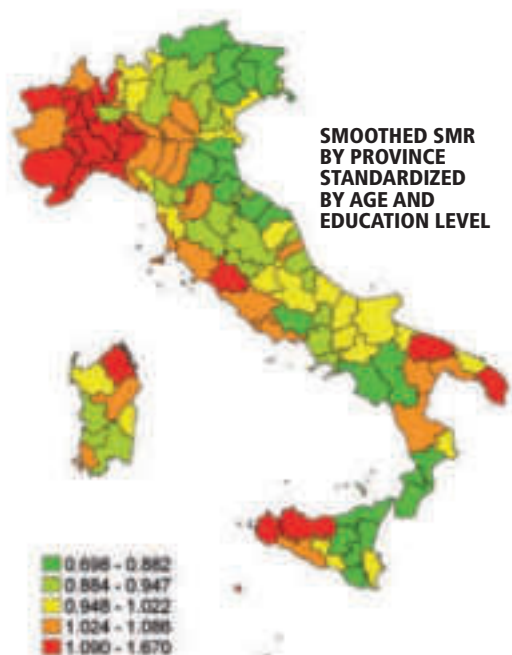 SMOOTHED SMR
BY PROVINCE
STANDARDIZED
BY AGE AND
EDUCATION LEVEL
0.698 - 0.882
0.884 - 0.947
0.948 - 1.022
1.024 - 1.086
1.090 - 1.670